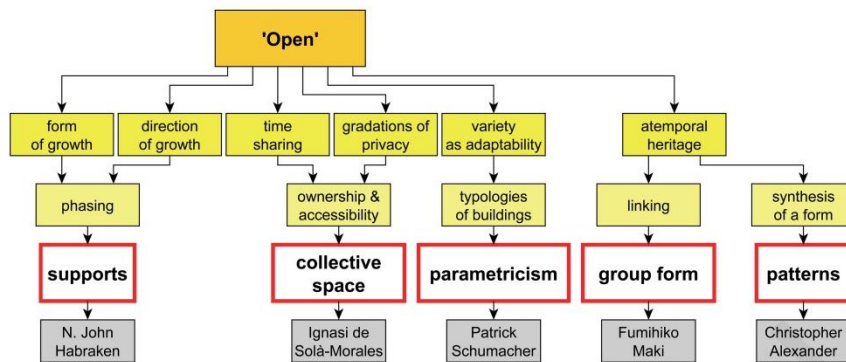 'Open'
form
of growth
direction
of growth
time
sharing
gradations of
privacy
variety
as adaptability
atemporal
heritage
phasing
ownership &
accessibility
typologies
of buildings
linking
synthesis
of a form
supports
collective
space
parametricism
group form
patterns
N. John
Habraken
Ignasi de
Solà-Morales
Patrick
Schumacher
Fumihiko
Maki
Christopher
Alexander